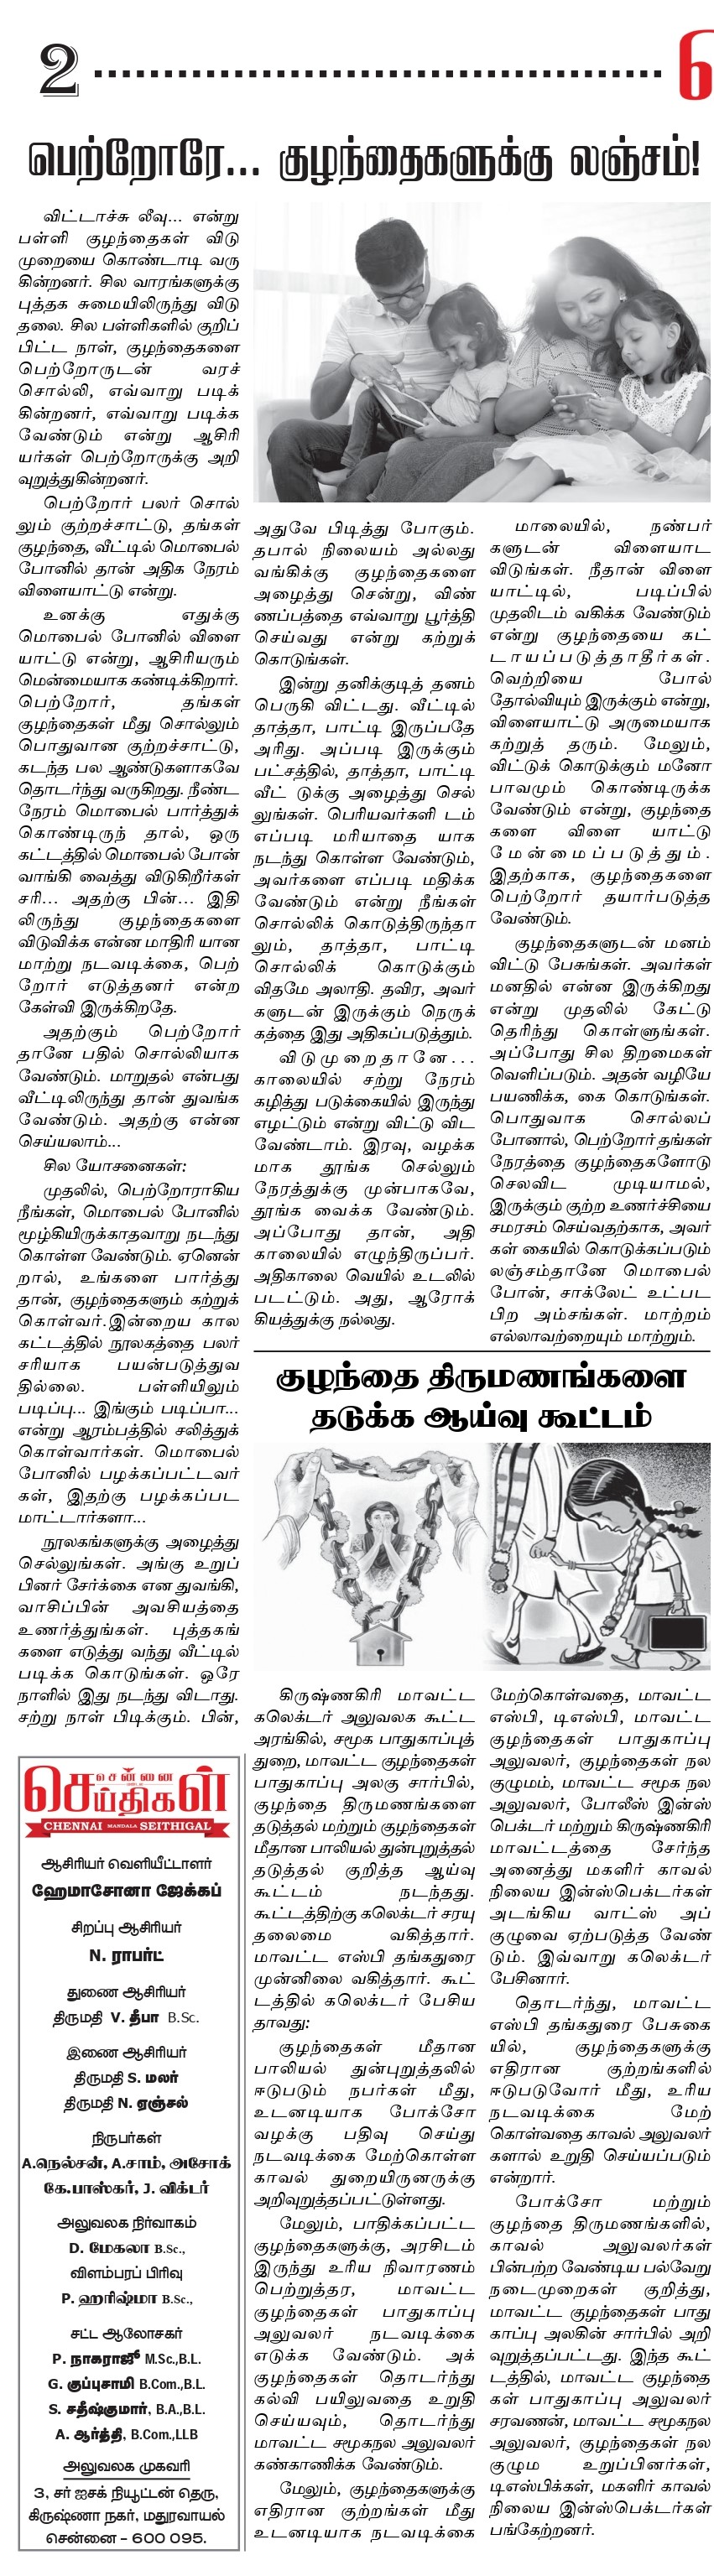 2
பெற்றோரே... குழந்தைகளுக்கு லஞ்சம்!
விட்டாச்சு லீவு... என்று
பள்ளி குழந்தைகள் விடு
முறையை கொண்டாடி வரு
கின்றனர். சில வாரங்களுக்கு
புத்தக சுமையிலிருந்து விடு
தலை. சில பள்ளிகளில் குறிப்
பிட்ட நாள், குழந்தைகளை
பெற்றோருடன் வரச்
சொல்லி, எவ்வாறு படிக்
கின்றனர், எவ்வாறு படிக்க
வேண்டும் என்று ஆசிரி
யர்கள் பெற்றோருக்கு அறி
வுறுத்துகின்றனர்.
பெற்றோர் பலர் சொல்
லும் குற்றச்சாட்டு, தங்கள்
குழந்தை, வீட்டில் மொபைல்
போனில் தான் அதிக நேரம்
விளையாட்டு என்று.
உனக்கு எதுக்கு
மொபைல் போனில் விளை
யாட்டு என்று, ஆசிரியரும்
மென்மையாக கண்டிக்கிறார்.
பெற்றோர், தங்கள்
குழந்தைகள் மீது சொல்லும்
பொதுவான குற்றச்சாட்டு,
கடந்த பல ஆண்டுகளாகவே
தொடர்ந்து வருகிறது. நீண்ட
நேரம் மொபைல் பார்த்துக்
கொண்டிருந் தால், ஒரு
கட்டத்தில் மொபைல் போன்
வாங்கி வைத்து விடுகிறீர்கள்
சரி... அதற்கு பின்... இதி
லிருந்து குழந்தைகளை
விடுவிக்க என்ன மாதிரி யான
மாற்று நடவடிக்கை, பெற்
றோர் எடுத்தனர் என்ற
கேள்வி இருக்கிறதே.
அதற்கும் பெற்றோர்
தானே பதில் சொல்லியாக
வேண்டும். மாறுதல் என்பது
வீட்டிலிருந்து தான் துவங்க
வேண்டும். அதற்கு என்ன
செய்யலாம்...
சில யோசனைகள்:
முதலில், பெற்றோராகிய
நீங்கள், மொபைல் போனில்
மூழ்கியிருக்காதவாறு நடந்து
கொள்ள வேண்டும். ஏனென்
றால், உங்களை பார்த்து
தான், குழந்தைகளும் கற்றுக்
கொள்வர்.இன்றைய கால
கட்டத்தில் நூலகத்தை பலர்
சரியாக பயன்படுத்துவ
தில்லை. பள்ளியிலும்
படிப்பு... இங்கும் படிப்பா...
என்று ஆரம்பத்தில் சலித்துக்
கொள்வார்கள். மொபைல்
போனில் பழக்கப்பட்டவர்
கள், இதற்கு பழக்கப்பட
மாட்டார்களா...
நூலகங்களுக்கு அழைத்து
செல்லுங்கள். அங்கு உறுப்
பினர் சேர்க்கை என துவங்கி,
வாசிப்பின் அவசியத்தை
உணர்த்துங்கள். புத்தகங்
களை எடுத்து வந்து வீட்டில்
படிக்க கொடுங்கள். ஒரே
நாளில் இது நடந்து விடாது.
சற்று நாள் பிடிக்கும். பின்,
அதுவே பிடித்து போகும்.
தபால் நிலையம் அல்லது
வங்கிக்கு குழந்தைகளை
அழைத்து சென்று, விண்
ணப்பத்தை எவ்வாறு பூர்த்தி
செய்வது என்று கற்றுக்
கொடுங்கள்.
இன்று தனிக்குடித் தனம்
பெருகி விட்டது. வீட்டில்
தாத்தா, பாட்டி இருப்பதே
அரிது. அப்படி இருக்கும்
பட்சத்தில், தாத்தா, பாட்டி
வீட் டுக்கு அழைத்து செல்
லுங்கள். பெரியவர்களி டம்
எப்படி மரியாதை யாக
நடந்து கொள்ள வேண்டும்,
அவர்களை எப்படி மதிக்க
வேண்டும் என்று நீங்கள்
சொல்லிக் கொடுத்திருந்தா
லும், தாத்தா, பாட்டி
சொல்லிக் கொடுக்கும்
விதமே அலாதி. தவிர, அவர்
களுடன் இருக்கும் நெருக்
கத்தை இது அதிகப்படுத்தும்.
விடுமுறைதானே...
காலையில் சற்று நேரம்
கழித்து படுக்கையில் இருந்து
எழட்டும் என்று விட்டு விட
வேண்டாம். இரவு, வழக்க
மாக தூங்க செல்லும்
நேரத்துக்கு முன்பாகவே,
தூங்க வைக்க வேண்டும்.
அப்போது தான், அதி
காலையில் எழுந்திருப்பர்.
அதிகாலை வெயில் உடலில்
படட்டும். அது, ஆரோக்
கியத்துக்கு நல்லது.
மாலையில், நண்பர்
களுடன் விளையாட
விடுங்கள். நீதான் விளை
யாட்டில், படிப்பில்
முதலிடம் வகிக்க வேண்டும்
என்று குழந்தையை கட்
டாயப்படுத்தாதீர்கள்.
வெற்றியை போல்
தோல்வியும் இருக்கும் என்று,
விளையாட்டு அருமையாக
கற்றுத் தரும். மேலும்,
விட்டுக் கொடுக்கும் மனோ
பாவமும் கொண்டிருக்க
வேண்டும் என்று, குழந்தை
களை விளை யாட்டு
மேன்மைப்படுத்தும்.
இதற்காக, குழந்தைகளை
பெற்றோர் தயார்படுத்த
வேண்டும்.
குழந்தைகளுடன் மனம்
விட்டு பேசுங்கள். அவர்கள்
மனதில் என்ன இருக்கிறது
என்று முதலில் கேட்டு
தெரிந்து கொள்ளுங்கள்.
அப்போது சில திறமைகள்
வெளிப்படும். அதன் வழியே
பயணிக்க, கை கொடுங்கள்.
பொதுவாக சொல்லப்
போனால், பெற்றோர் தங்கள்
நேரத்தை குழந்தைகளோடு
செலவிட முடியாமல்,
இருக்கும் குற்ற உணர்ச்சியை
சமரசம் செய்வதற்காக, அவர்
கள் கையில் கொடுக்கப்படும்
லஞ்சம்தானே மொபைல்
போன், சாக்லேட் உட்பட
பிற அம்சங்கள். மாற்றம்
எல்லாவற்றையும் மாற்றும்.
குழந்தை திருமணங்களை
தடுக்க ஆய்வு கூட்டம்
கிருஷ்ணகிரி மாவட்ட
கலெக்டர் அலுவலக கூட்ட
அரங்கில், சமூக பாதுகாப்புத்
துறை, மாவட்ட குழந்தைகள்
பாதுகாப்பு அலகு சார்பில்,
குழந்தை திருமணங்களை
தடுத்தல் மற்றும் குழந்தைகள்
மீதான பாலியல் துன்புறுத்தல்
தடுத்தல் குறித்த ஆய்வு
கூட்டம் நடந்தது.
கூட்டத்திற்கு கலெக்டர் சரயு
தலைமை வகித்தார்.
மாவட்ட எஸ்பி தங்கதுரை
முன்னிலை வகித்தார். கூட்
டத்தில் கலெக்டர் பேசிய
தாவது:
குழந்தைகள் மீதான
பாலியல் துன்புறுத்தலில்
ஈடுபடும் நபர்கள் மீது,
உடனடியாக போக்சோ
வழக்கு பதிவு செய்து
நடவடிக்கை மேற்கொள்ள
காவல் துறையிருனருக்கு
அறிவுறுத்தப்பட்டுள்ளது.
மேலும், பாதிக்கப்பட்ட
குழந்தைகளுக்கு, அரசிடம்
இருந்து உரிய நிவாரணம்
பெற்றுத்தர, மாவட்ட
குழந்தைகள் பாதுகாப்பு
அலுவலர் நடவடிக்கை
எடுக்க வேண்டும். அக்
குழந்தைகள் தொடர்ந்து
கல்வி பயிலுவதை உறுதி
செய்யவும், தொடர்ந்து
மாவட்ட சமூகநல அலுவலர்
கண்காணிக்க வேண்டும்.
மேலும், குழந்தைகளுக்கு
எதிரான குற்றங்கள் மீது
உடனடியாக நடவடிக்கை
மேற்கொள்வதை, மாவட்ட
எஸ்பி, டிஎஸ்பி, மாவட்ட
குழந்தைகள் பாதுகாப்பு
அலுவலர், குழந்தைகள் நல
குழுமம், மாவட்ட சமூக நல
அலுவலர், போலீஸ் இன்ஸ்
பெக்டர் மற்றும் கிருஷ்ணகிரி
மாவட்டத்தை சேர்ந்த
அனைத்து மகளிர் காவல்
நிலைய இன்ஸ்பெக்டர்கள்
அடங்கிய வாட்ஸ் அப்
குழுவை ஏற்படுத்த வேண்
டும். இவ்வாறு கலெக்டர்
பேசினார்.
தொடர்ந்து, மாவட்ட
எஸ்பி தங்கதுரை பேசுகை
யில், குழந்தைகளுக்கு
எதிரான குற்றங்களில்
ஈடுபடுவோர் மீது, உரிய
நடவடிக்கை மேற்
கொள்வதை காவல் அலுவலர்
களால் உறுதி செய்யப்படும்
என்றார்.
போக்சோ மற்றும்
குழந்தை திருமணங்களில்,
காவல் அலுவலர்கள்
பின்பற்ற வேண்டிய பல்வேறு
நடைமுறைகள் குறித்து,
மாவட்ட குழந்தைகள் பாது
காப்பு அலகின் சார்பில் அறி
வுறுத்தப்பட்டது. இந்த கூட்
டத்தில், மாவட்ட குழந்தை
கள் பாதுகாப்பு அலுவலர்
சரவணன், மாவட்ட சமூகநல
அலுவலர், குழந்தைகள் நல
குழும உறுப்பினர்கள்,
டிஎஸ்பிக்கள், மகளிர் காவல்
நிலைய இன்ஸ்பெக்டர்கள்
பங்கேற்றனர்.
சென்னை
செய்திகள்
CHENNAI MANDALA SEITHIGAL
ஆசிரியர் வெளியீட்டாளர்
ஹேமாசோனா ஜேக்கப்
சிறப்பு ஆசிரியர்
N. ராபர்ட்
துணை ஆசிரியர்
திருமதி V. தீபா B.Sc.
இணை ஆசிரியர்
திருமதி S. மலர்
திருமதி N. ஏஞ்சல்
நிருபர்கள்
A.நெல்சன், A.சாம், அசோக்
கே.பாஸ்கர், J. விக்டர்
அலுவலக நிர்வாகம்
D. மேகலா B.Sc.,
விளம்பரப் பிரிவு
P. ஹரிஷ்மா B.Sc.,
சட்ட ஆலோசகர்
P. நாகராஜீ M.Sc.,B.L.
G. குப்புசாமி B.Com.,B.L.
S. சதீஷ்குமார், B.A.,B.L.
A. ஆர்த்தி, B.Com.,LLB
அலுவலக முகவரி
3, சர் ஐசக் நியூட்டன் தெரு,
கிருஷ்ணா நகர், மதுரவாயல்
சென்னை - 600 095.